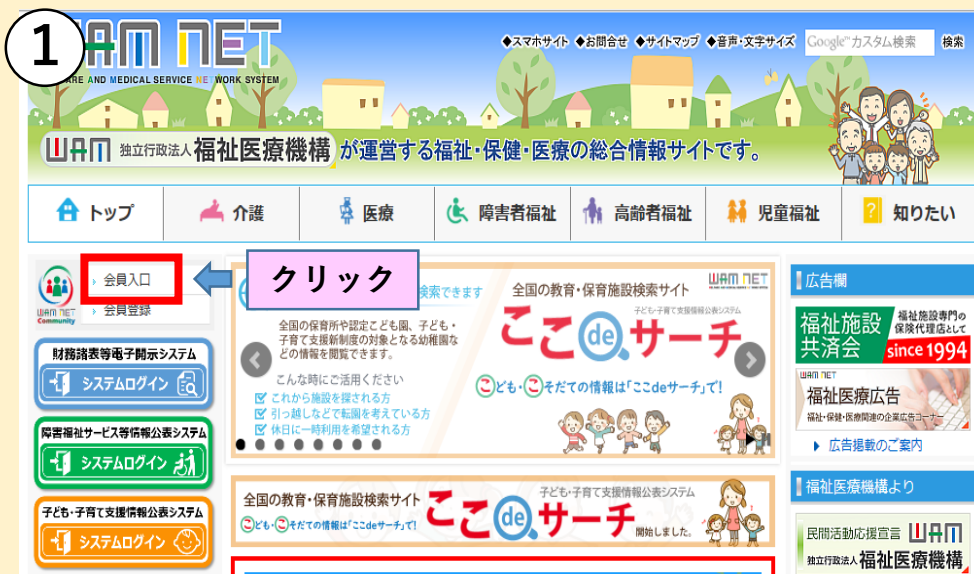 1
WAM NET
CARE AND MEDICAL SERVICE NETWORK SYSTEM
◆スマホサイト ◆お問合せ ◆サイトマップ ◆音声・文字サイズ
Google™ カスタム検索 検索
WAM 独立行政法人 福祉医療機構 が運営する福祉・保健・医療の総合情報サイトです。
トップ 介護 医療 障害者福祉 高齢者福祉 児童福祉 知りたい
会員入口
会員登録
WAM NET
Community
クリック
財務諸表等電子開示システム
システムログイン
障害福祉サービス等情報公表システム
システムログイン
子ども・子育て支援情報公表システム
システムログイン
索できます
全国の保育所や認定こども園、子ども・
子育て支援新制度の対象となる幼稚園な
どの情報を閲覧できます。
こんな時にご活用ください
これから施設を探される方
引っ越しなどで転園を考えている方
休日に一時利用を希望される方
WAM NET
全国の教育・保育施設検索サイト
子ども・子育て支援情報公表システム
ここdeサーチ
こども・こそだての情報は「ここdeサーチ」で!
全国の教育・保育施設検索サイト
こども・こそだての情報は「ここdeサーチ」で!
子ども・子育て支援情報公表システム
ここdeサーチ
開始しました。
広告欄
福祉施設
共済会
福祉施設専門の
保険代理店として
since 1994
WAM NET
福祉医療広告
福祉・保健・医療関連の企業広告コーナー
広告掲載のご案内
福祉医療機構より
民間活動応援宣言 WAM
独立行政法人 福祉医療機構